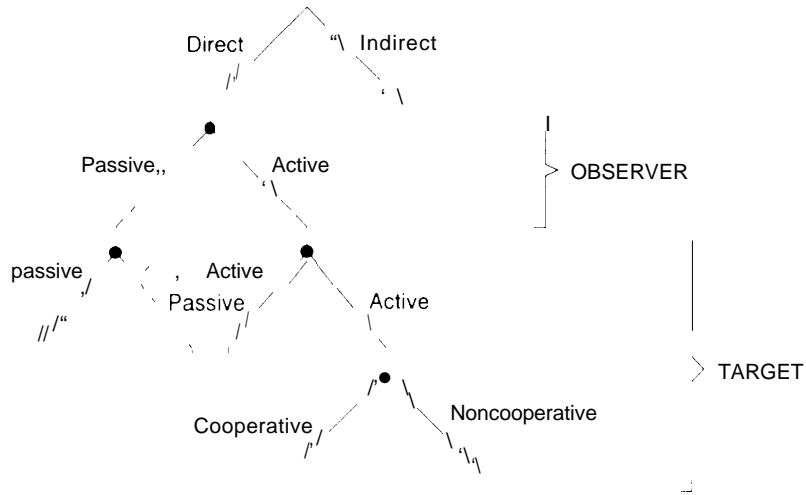 Direct Indirect
Passive,, Active
OBSERVER
passive Active
Passive Active
TARGET
Cooperative Noncooperative